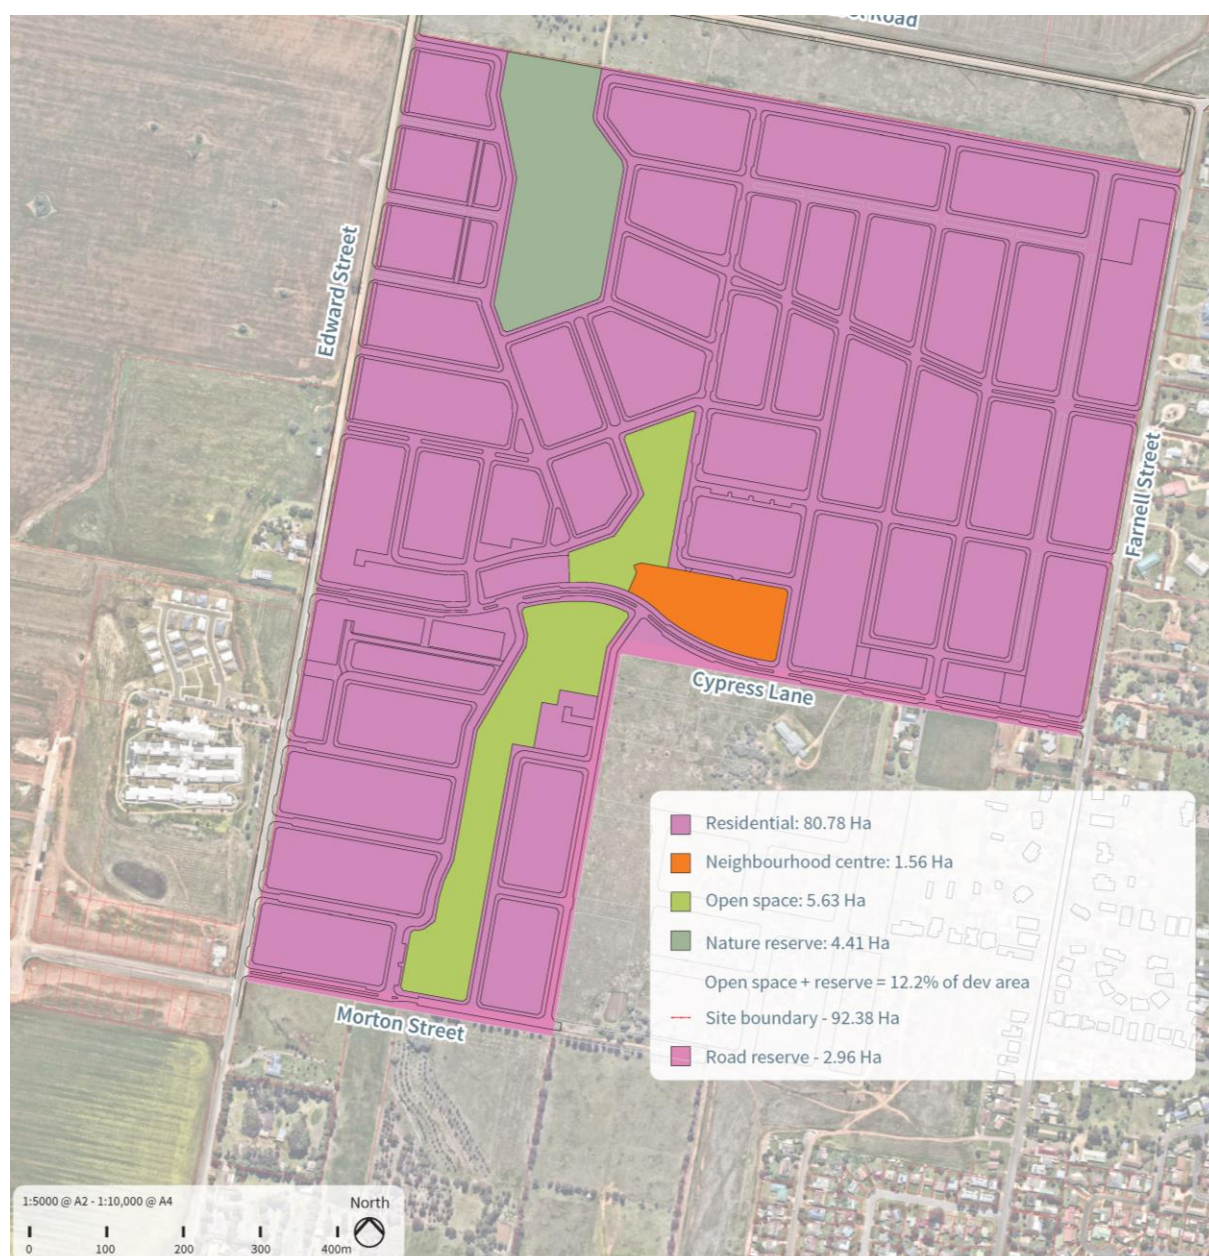 Road
Edward Street
Farnell Street
Cypress Lane
Residential: 80.78 Ha
Neighbourhood centre: 1.56 Ha
Open space: 5.63 Ha
Nature reserve: 4.41 Ha
Open space + reserve = 12.2% of dev area
Site boundary - 92.38 Ha
Road reserve - 2.96 Ha
Morton Street
1:5000 @ A2 - 1:10,000 @ A4
North
0 100 200 300 400m